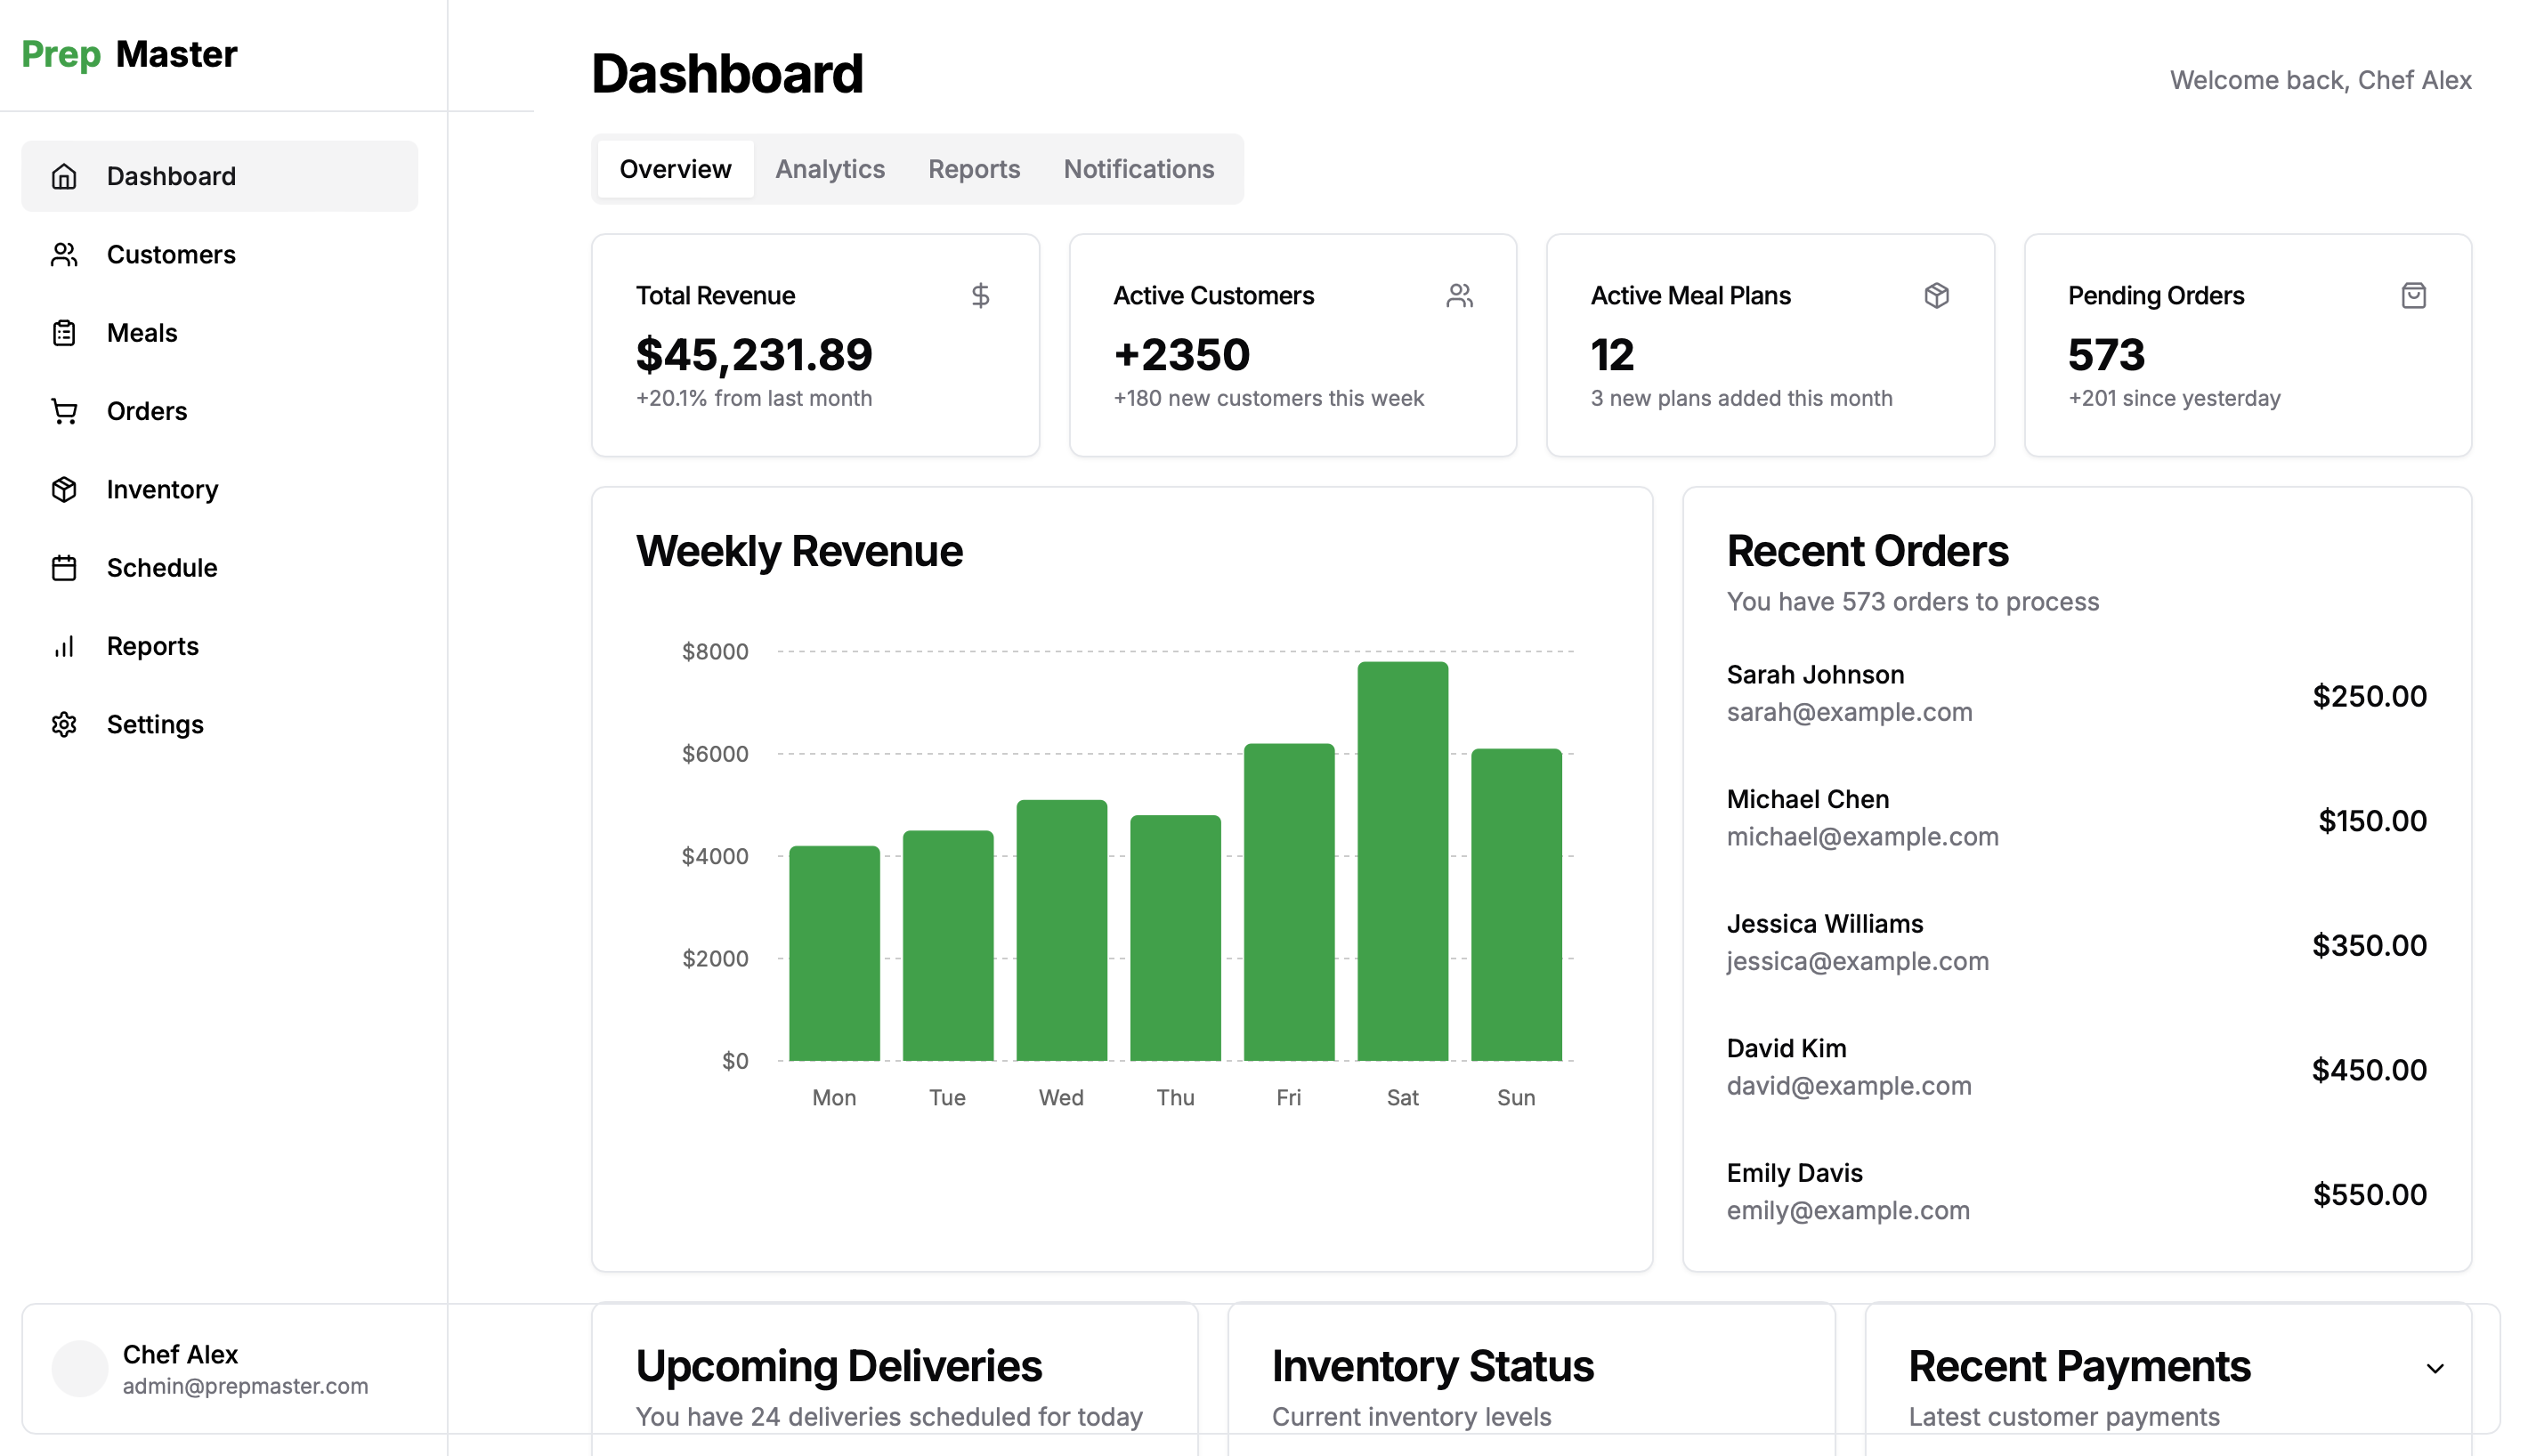 Prep Master
Dashboard
Customers
Meals
Orders
Inventory
Schedule
Reports
Settings
Chef Alex
admin@prepmaster.com
Dashboard
Welcome back, Chef Alex
Overview
Analytics
Reports
Notifications
Total Revenue
$45,231.89
+20.1% from last month
Active Customers
+2350
+180 new customers this week
Active Meal Plans
12
3 new plans added this month
Pending Orders
573
+201 since yesterday
Weekly Revenue
$8000
$6000
$4000
$2000
$0
Mon
Tue
Wed
Thu
Fri
Sat
Sun
Recent Orders
You have 573 orders to process
Sarah Johnson
sarah@example.com
$250.00
Michael Chen
michael@example.com
$150.00
Jessica Williams
jessica@example.com
$350.00
David Kim
david@example.com
$450.00
Emily Davis
emily@example.com
$550.00
Upcoming Deliveries
You have 24 deliveries scheduled for today
Inventory Status
Current inventory levels
Recent Payments
Latest customer payments